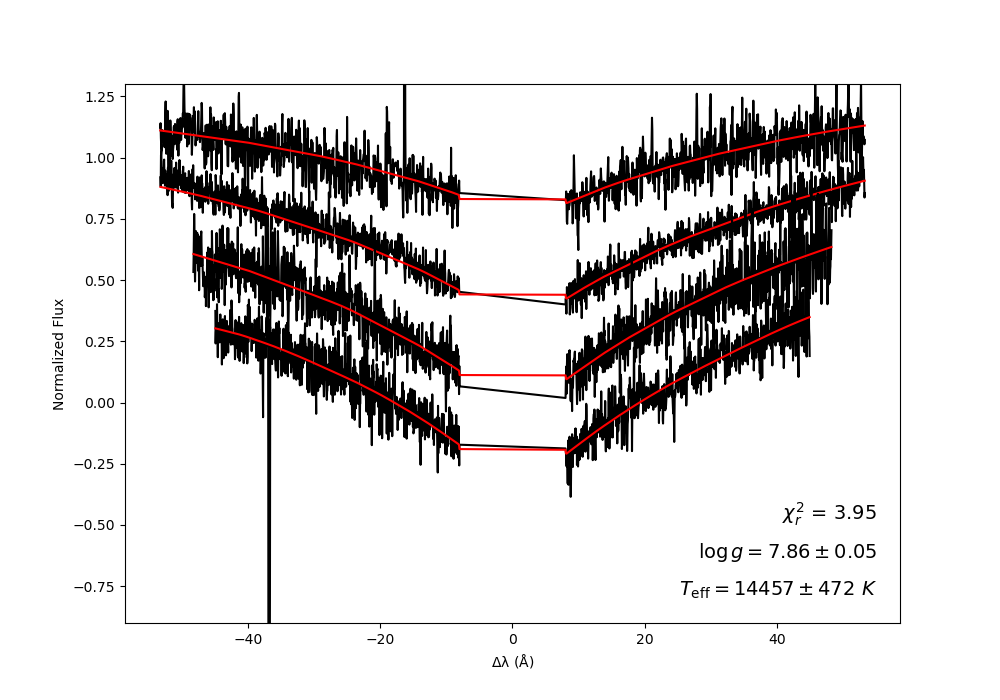 1.25
1.00
0.75
0.50
0.25
0.00
−0.25
−0.50
−0.75
Normalized Flux
χ²ᵣ = 3.95
log g = 7.86 ± 0.05
T_eff = 14457 ± 472 K
−40 −20 0 20 40
Δλ (Å)